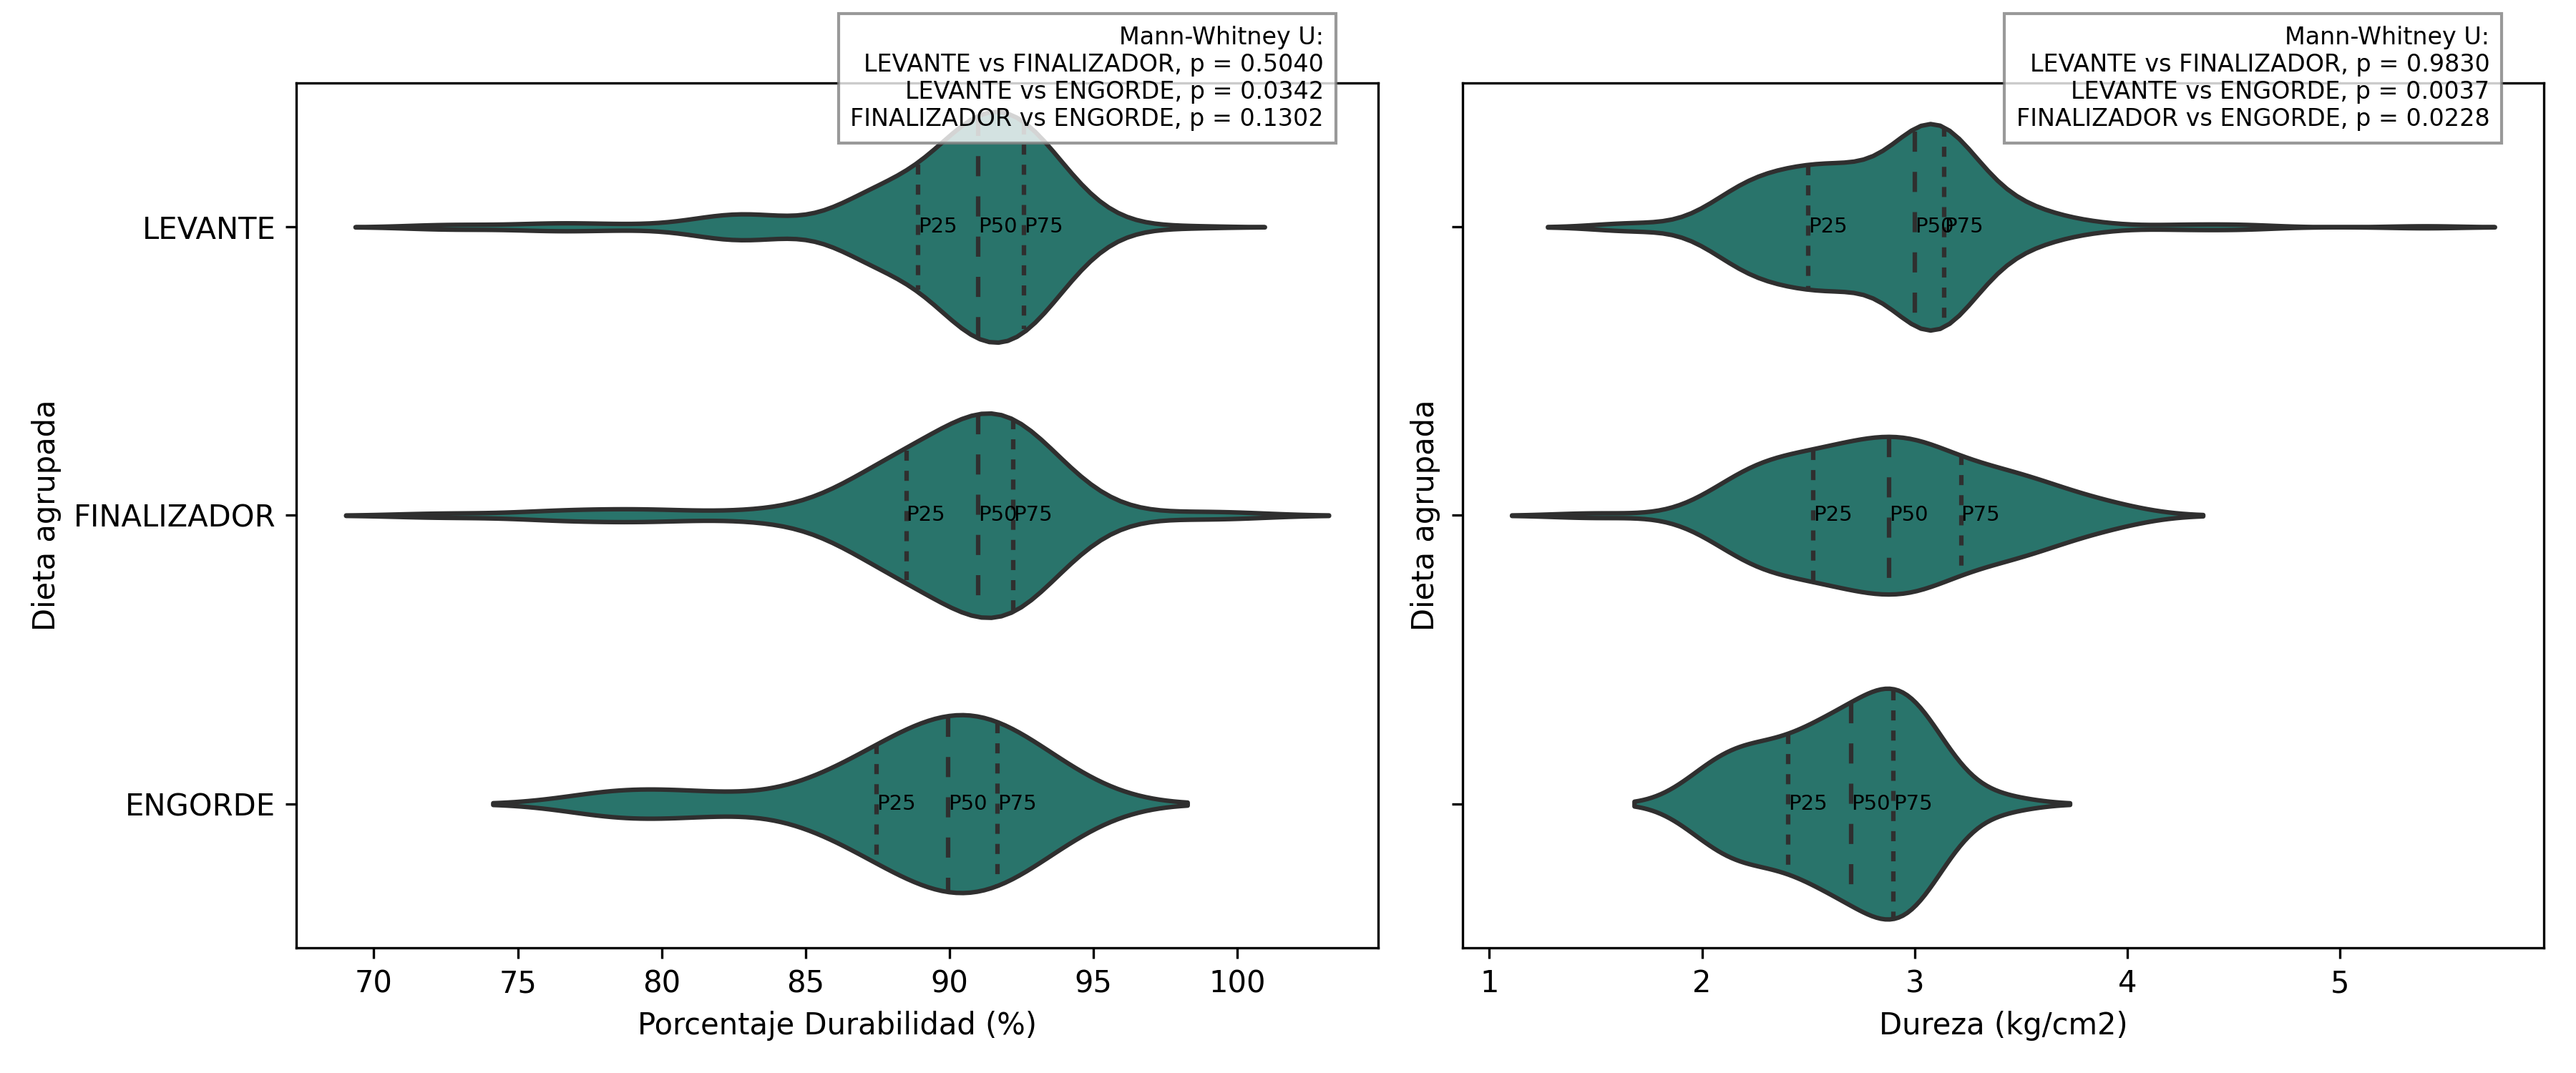 Mann-Whitney U:
LEVANTE vs FINALIZADOR, p = 0.5040
LEVANTE vs ENGORDE, p = 0.0342
FINALIZADOR vs ENGORDE, p = 0.1302
LEVANTE
P25 P50 P75
FINALIZADOR
P25 P50 P75
ENGORDE
P25 P50 P75
Dieta agrupada
70 75 80 85 90 95 100
Porcentaje Durabilidad (%)
Mann-Whitney U:
LEVANTE vs FINALIZADOR, p = 0.9830
LEVANTE vs ENGORDE, p = 0.0037
FINALIZADOR vs ENGORDE, p = 0.0228
P25 P50 P75
P25 P50 P75
P25 P50 P75
Dieta agrupada
1 2 3 4 5
Dureza (kg/cm2)